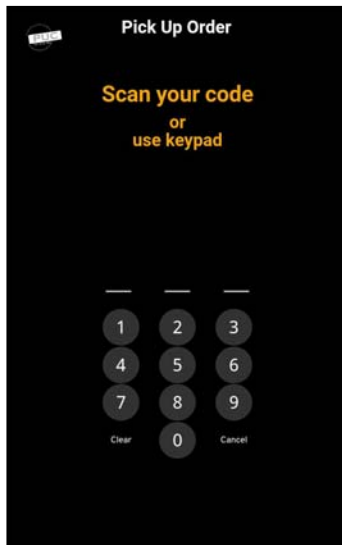 PUC
Pick Up Order
Scan your code
or
use keypad
1 2 3
4 5 6
7 8 9
Clear 0 Cancel